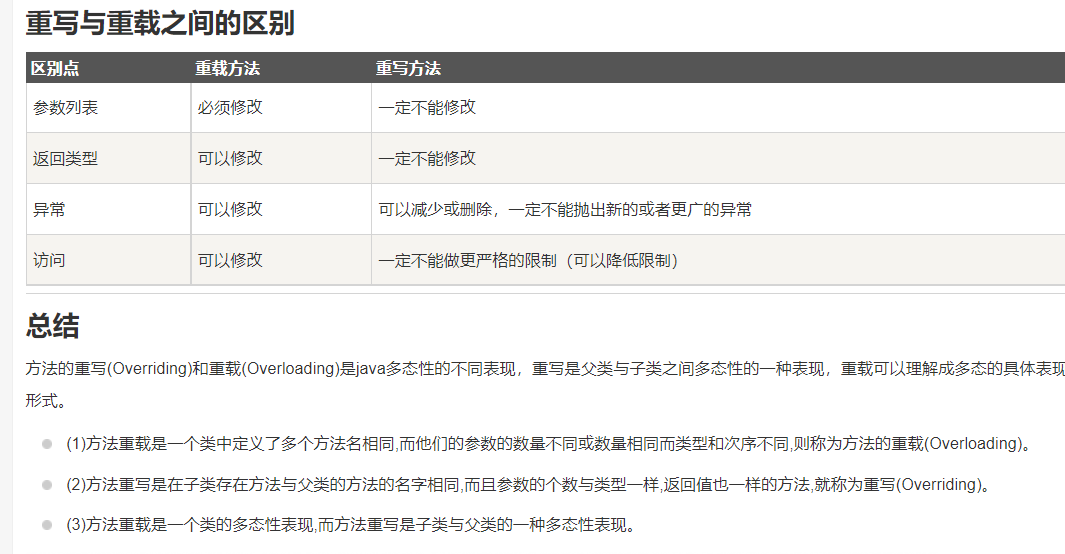 重写与重载之间的区别
区别点 重载方法 重写方法
参数列表 必须修改 一定不能修改
返回类型 可以修改 一定不能修改
异常 可以修改 可以减少或删除，一定不能抛出新的或者更广的异常
访问 可以修改 一定不能做更严格的限制（可以降低限制）
总结
方法的重写(Overriding)和重载(Overloading)是java多态性的不同表现，重写是父类与子类之间多态性的一种表现，重载可以理解成多态的具体表现
形式。
(1)方法重载是一个类中定义了多个方法名相同,而他们的参数的数量不同或数量相同而类型和次序不同,则称为方法的重载(Overloading)。
(2)方法重写是在子类存在方法与父类的方法的名字相同,而且参数的个数与类型一样,返回值也一样的方法,就称为重写(Overriding)。
(3)方法重载是一个类的多态性表现,而方法重写是子类与父类的一种多态性表现。